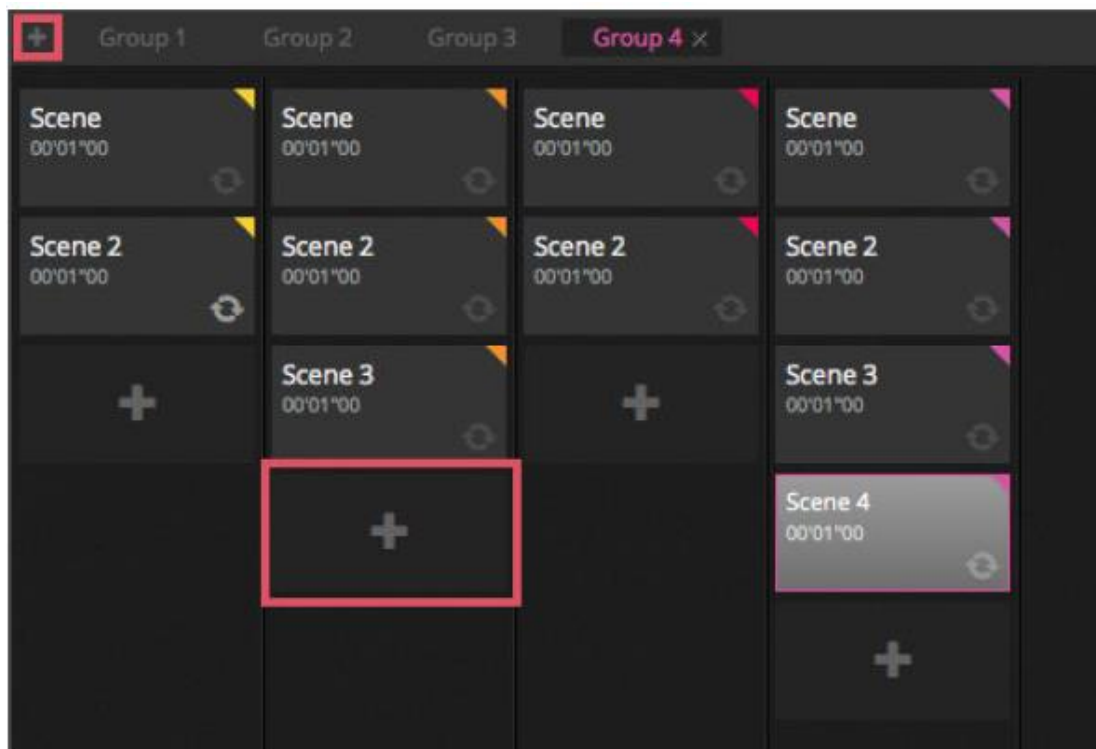 Group 1 Group 2 Group 3 Group 4 ×
Scene Scene Scene Scene
00'01"00 00'01"00 00'01"00 00'01"00
Scene 2 Scene 2 Scene 2 Scene 2
00'01"00 00'01"00 00'01"00 00'01"00
Scene 3 Scene 3
00'01"00 00'01"00
Scene 4
00'01"00